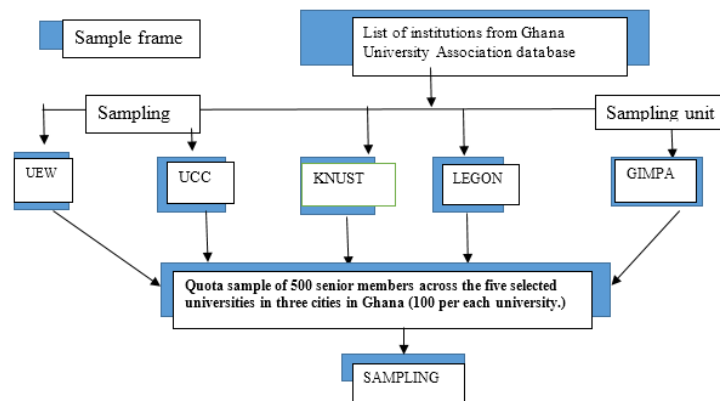 Sample frame
List of institutions from Ghana
University Association database
Sampling
Sampling unit
UEW
UCC
KNUST
LEGON
GIMPA
Quota sample of 500 senior members across the five selected
universities in three cities in Ghana (100 per each university.)
SAMPLING